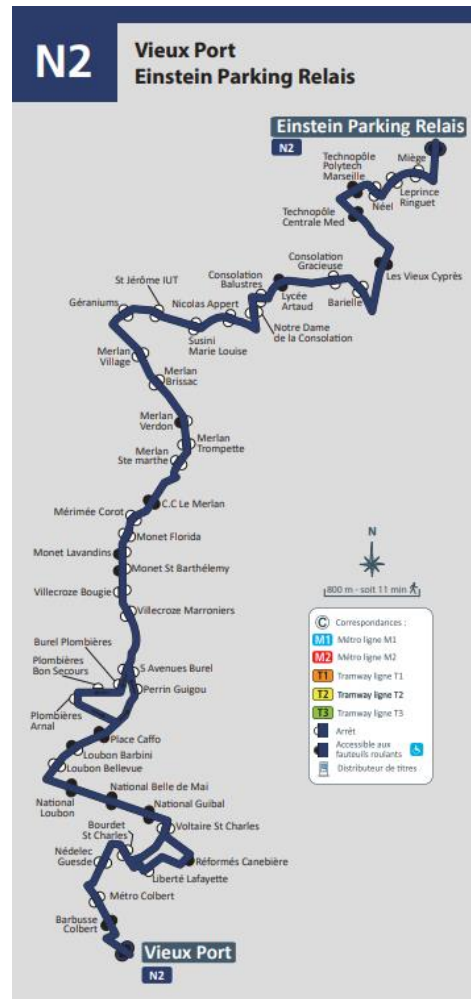 N2
Vieux Port
Einstein Parking Relais
Einstein Parking Relais
N2
Technopôle
Polytech
Marseille
Miège
Leprince
Ringuet
Néel
Technopôle
Centrale Med
Les Vieux Cyprès
Consolation
Gracieuse
Barielle
Consolation
Balustres
Lycée
Artaud
Notre Dame
de la Consolation
St Jérôme IUT
Nicolas Appert
Géraniums
Susini
Marie Louise
Merlan
Village
Merlan
Brissac
Merlan
Verdon
Merlan
Trompette
Merlan
Ste marthe
C.C Le Merlan
Mérimée Corot
Monet Florida
Monet Lavandins
Monet St Barthélemy
Villecroze Bougie
Villecroze Marroniers
Burel Plombières
Plombières
Bon Secours
5 Avenues Burel
Perrin Guigou
Plombières
Arnal
Place Caffo
Loubon Barbini
Loubon Bellevue
National Belle de Mai
National
Loubon
National Guibal
Bourdet
St Charles
Voltaire St Charles
Nédelec
Guesde
Réformés Canebière
Liberté Lafayette
Métro Colbert
Barbusse
Colbert
Vieux Port
N2
N
800 m - soit 11 min
C Correspondances :
M1 Métro ligne M1
M2 Métro ligne M2
T1 Tramway ligne T1
T2 Tramway ligne T2
T3 Tramway ligne T3
Arrêt
Accessible aux
fauteuils roulants
Distributeur de titres